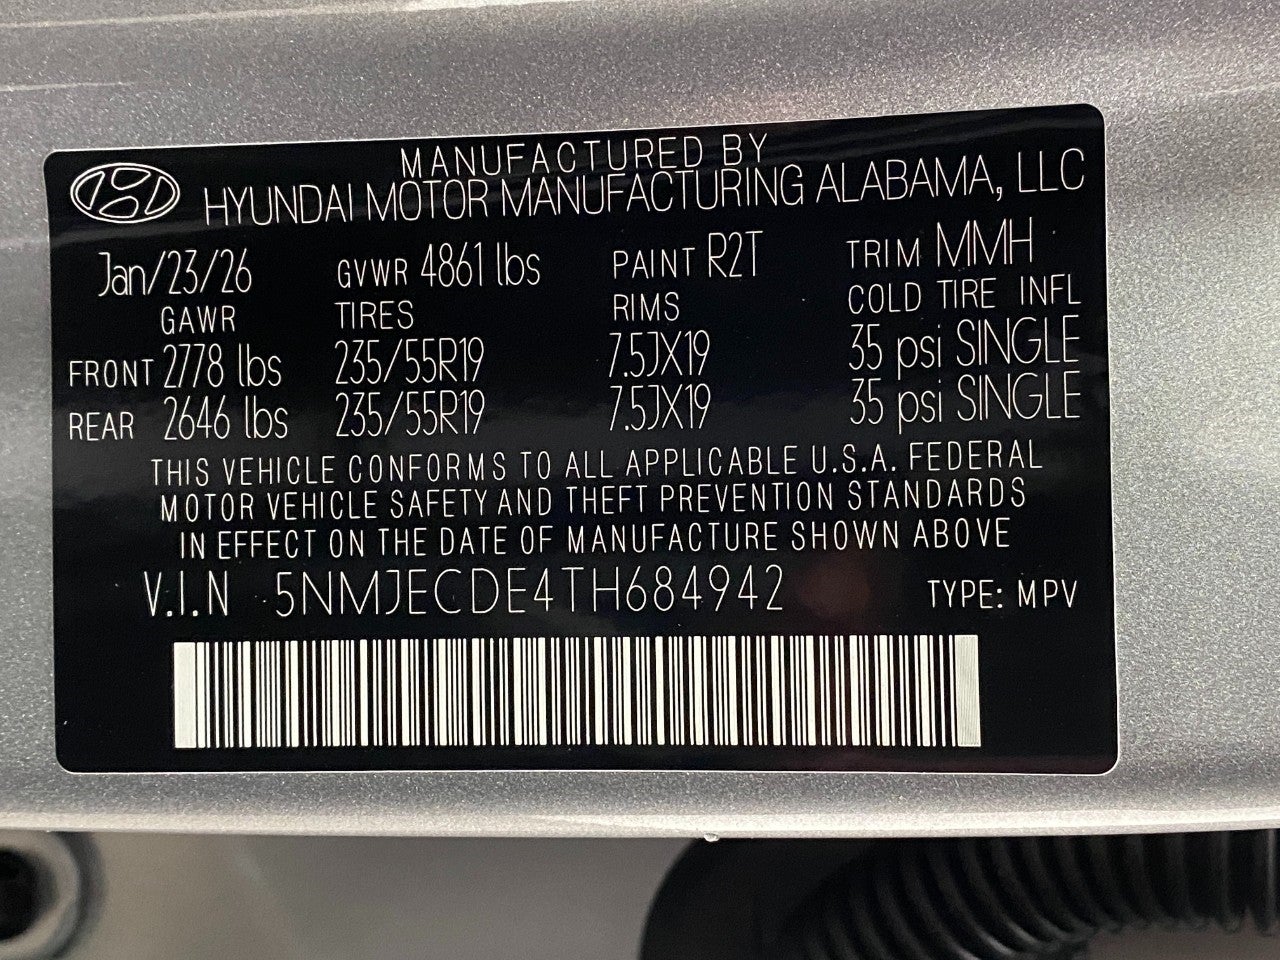 MANUFACTURED BY
HYUNDAI MOTOR MANUFACTURING ALABAMA, LLC
Jan/23/26 GVWR 4861 lbs PAINT R2T TRIM MMH
GAWR TIRES RIMS COLD TIRE INFL
FRONT 2778 lbs 235/55R19 7.5JX19 35 psi SINGLE
REAR 2646 lbs 235/55R19 7.5JX19 35 psi SINGLE
THIS VEHICLE CONFORMS TO ALL APPLICABLE U.S.A. FEDERAL
MOTOR VEHICLE SAFETY AND THEFT PREVENTION STANDARDS
IN EFFECT ON THE DATE OF MANUFACTURE SHOWN ABOVE
V.I.N 5NMJECDE4TH684942 TYPE: MPV